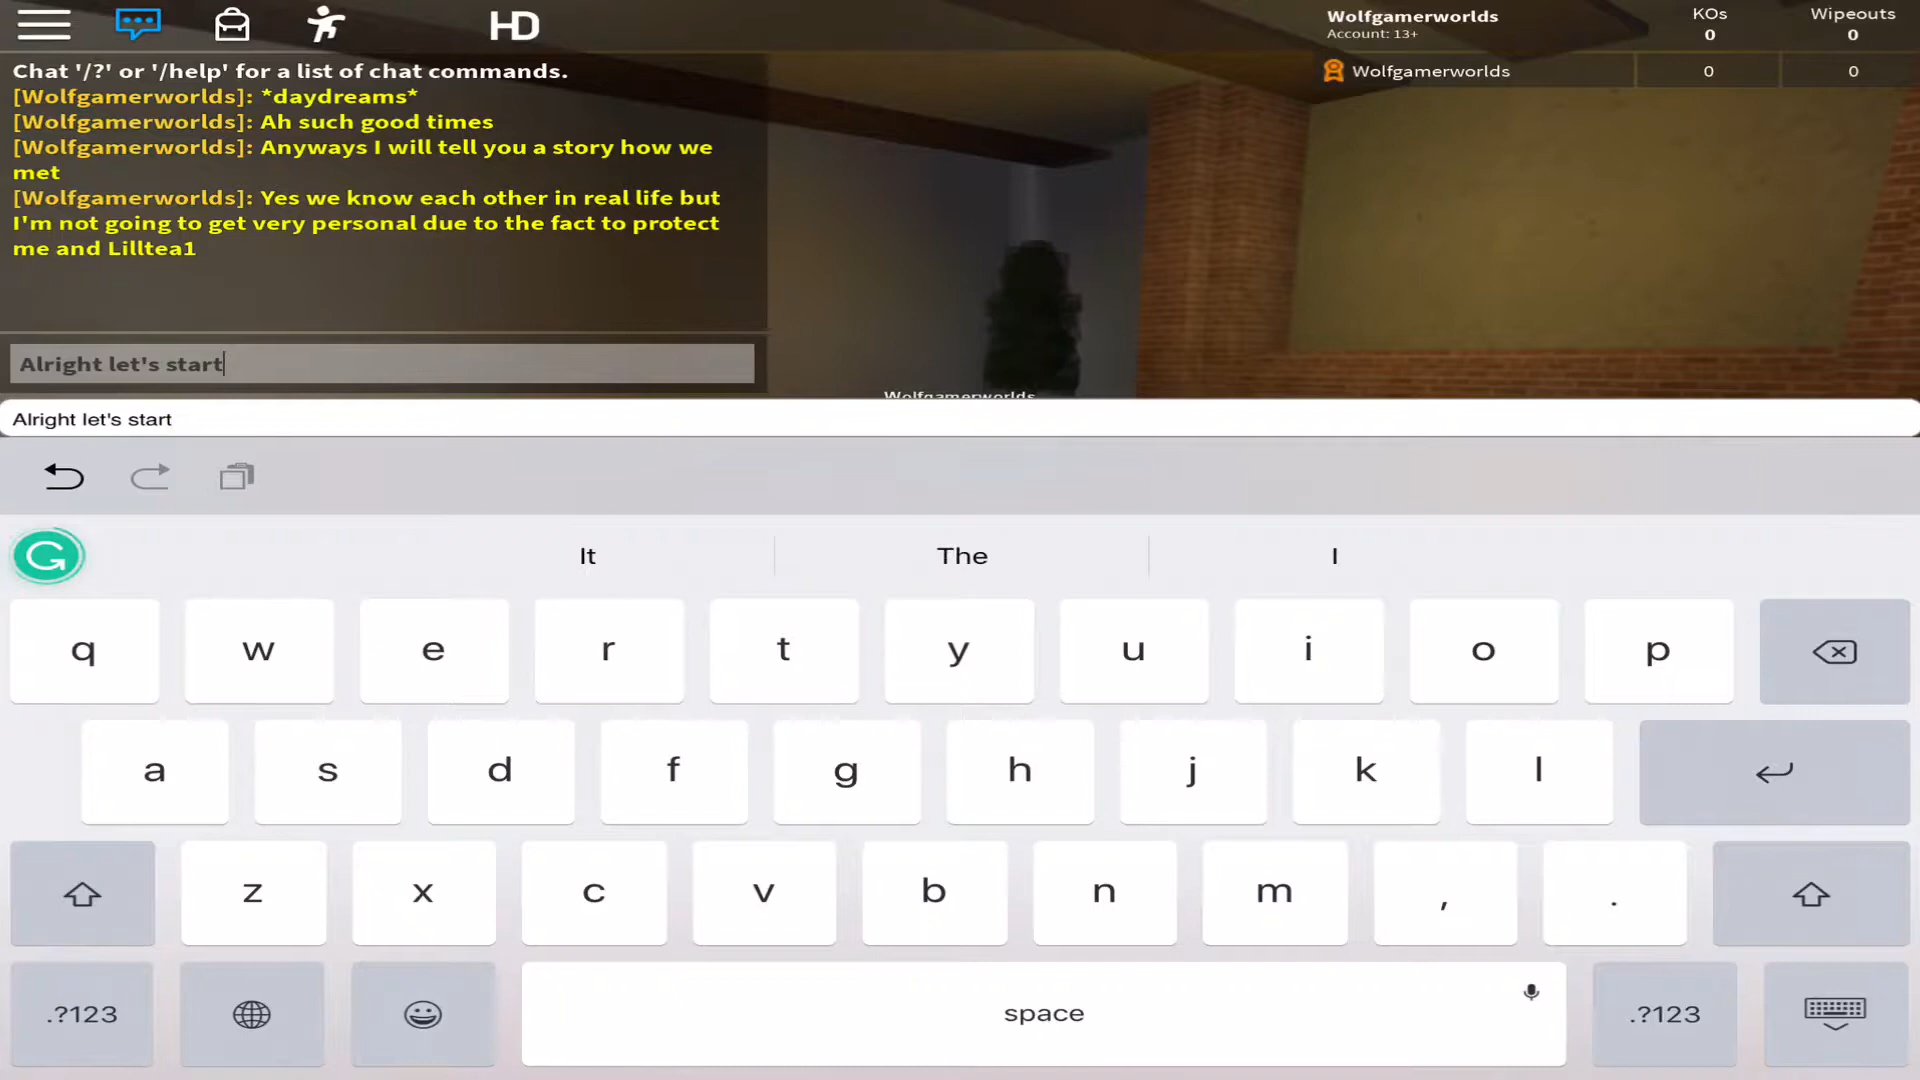 HD
Wolfgamerworlds
Account: 13+
KOs
0
Wipeouts
0
Wolfgamerworlds
0
0
Chat '/?' or '/help' for a list of chat commands.
[Wolfgamerworlds]: *daydreams*
[Wolfgamerworlds]: Ah such good times
[Wolfgamerworlds]: Anyways I will tell you a story how we
met
[Wolfgamerworlds]: Yes we know each other in real life but
I'm not going to get very personal due to the fact to protect
me and Lilltea1
Alright let's start
Wolfgamerworlds
Alright let's start
It The I
q w e r t y u i o p
a s d f g h j k l
z x c v b n m , .
.?123 space .?123